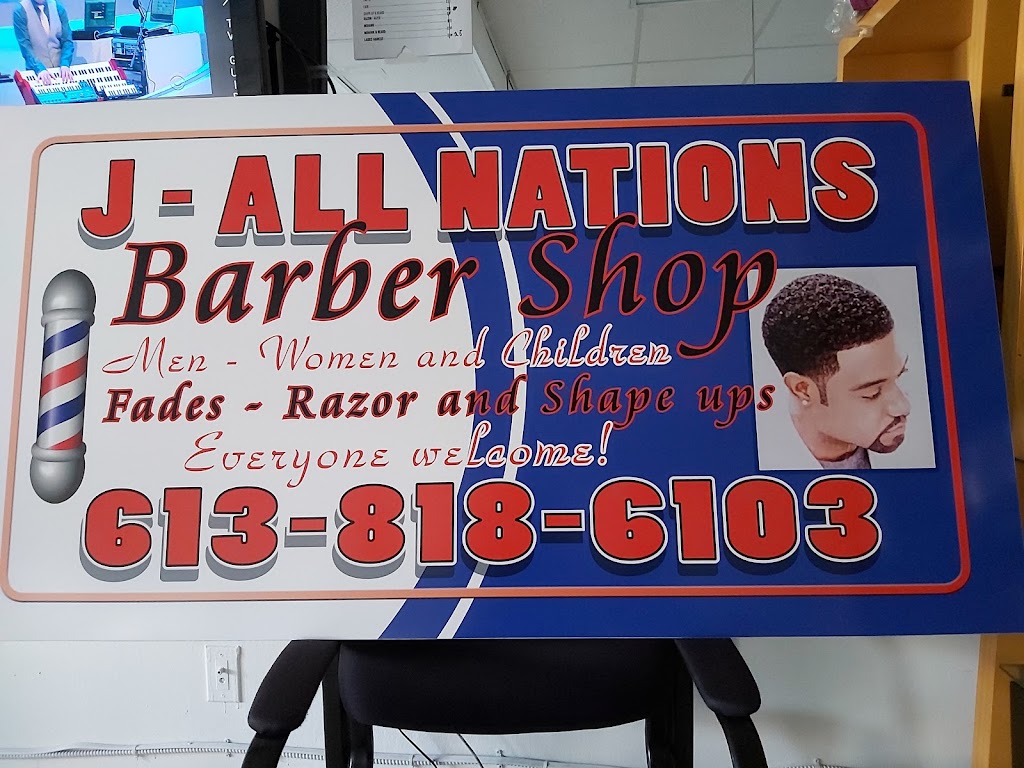 J - ALL NATIONS
Barber Shop
Men - Women and Children
Fades - Razor and Shape ups
Everyone welcome!
613-818-6103